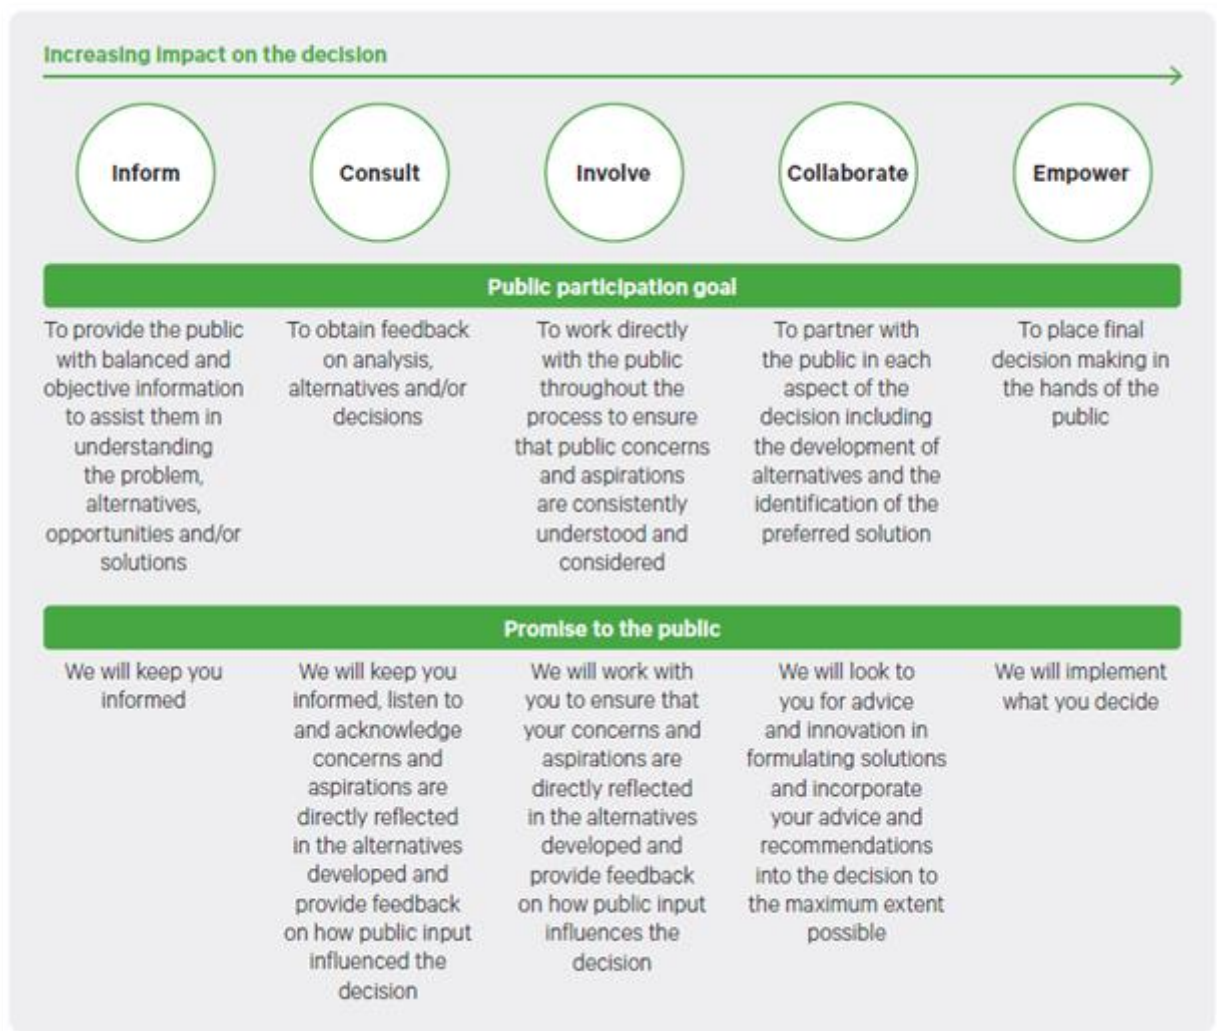 Increasing impact on the decision
Inform
Consult
Involve
Collaborate
Empower
Public participation goal
To provide the public
with balanced and
objective information
to assist them in
understanding
the problem,
alternatives,
opportunities and/or
solutions
To obtain feedback
on analysis,
alternatives and/or
decisions
To work directly
with the public
throughout the
process to ensure
that public concerns
and aspirations
are consistently
understood and
considered
To partner with
the public in each
aspect of the
decision including
the development of
alternatives and the
identification of the
preferred solution
To place final
decision making in
the hands of the
public
Promise to the public
We will keep you
informed
We will keep you
informed, listen to
and acknowledge
concerns and
aspirations are
directly reflected
in the alternatives
developed and
provide feedback
on how public input
influenced the
decision
We will work with
you to ensure that
your concerns and
aspirations are
directly reflected
in the alternatives
developed and
provide feedback
on how public input
influences the
decision
We will look to
you for advice
and innovation in
formulating solutions
and incorporate
your advice and
recommendations
into the decision to
the maximum extent
possible
We will implement
what you decide